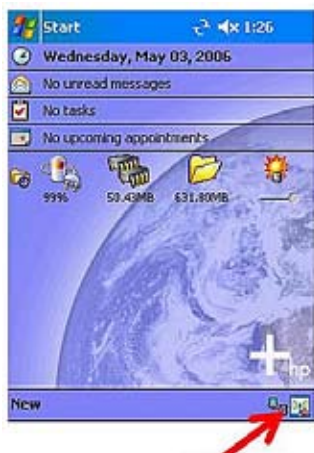 Start 1:26
Wednesday, May 03, 2006
No unread messages
No tasks
No upcoming appointments
99% 50.43MB 631.80MB
hp
New